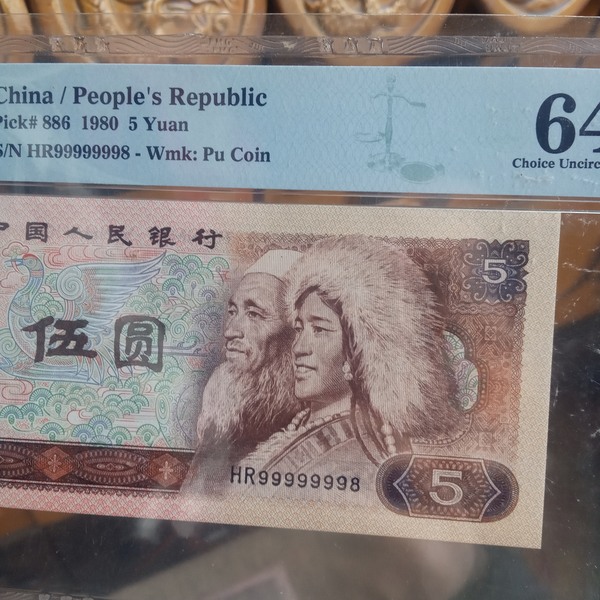 China / People's Republic
Pick# 886 1980 5 Yuan
S/N HR99999998 - Wmk: Pu Coin
64
Choice Uncirc
中国人民银行
5
伍圆
HR99999998
5